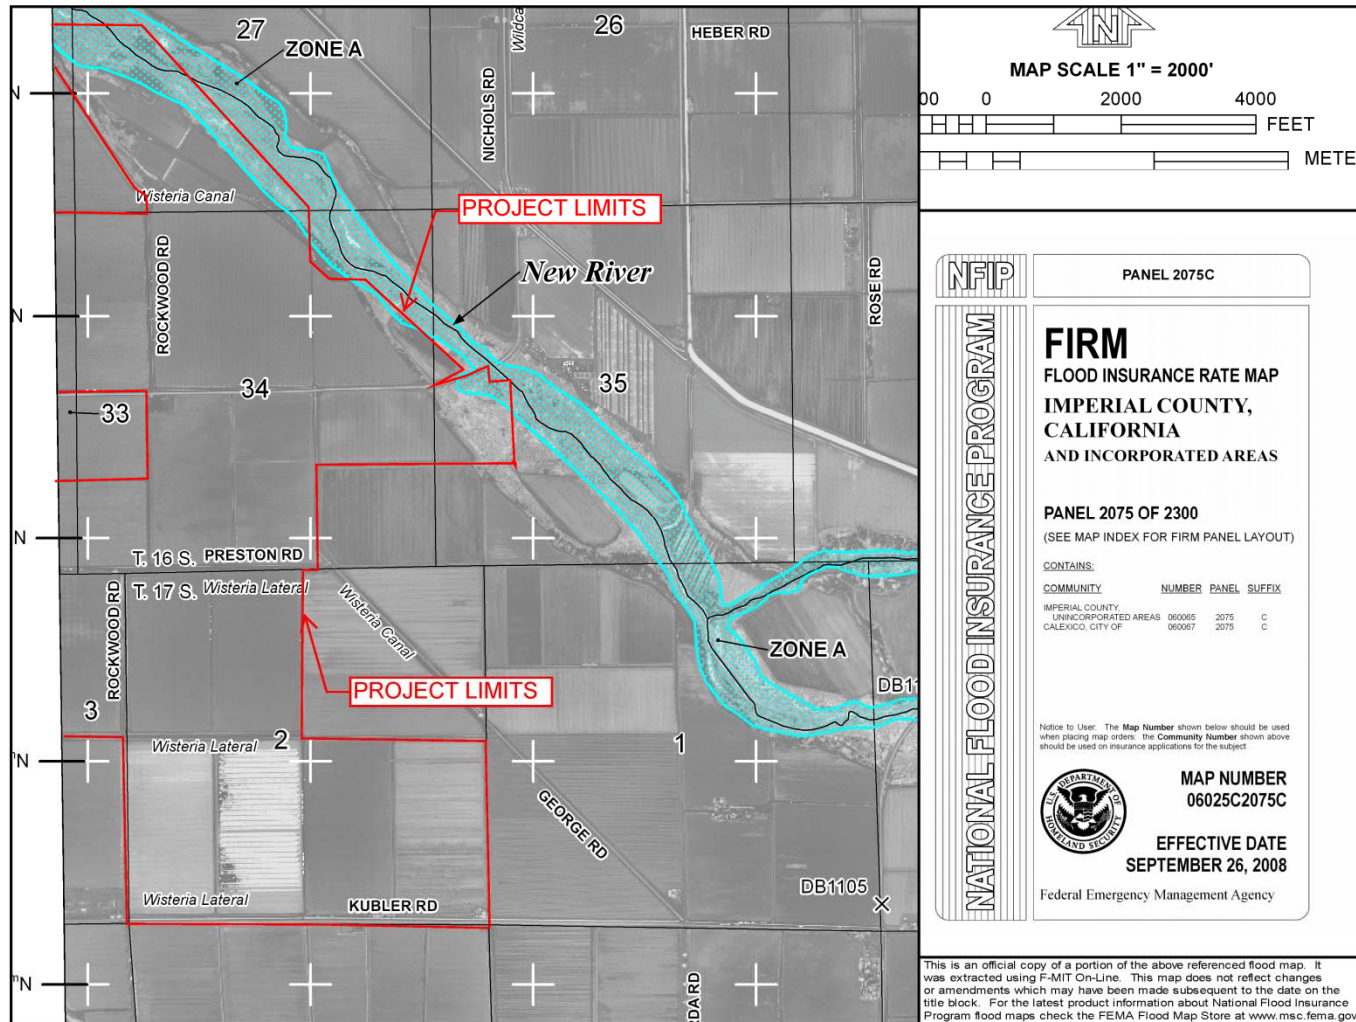 27
ZONE A
26
HEBER RD
NICHOLS RD
Wisteria Canal
PROJECT LIMITS
New River
ROCKWOOD RD
ROSE RD
N
N
34
35
33
N
T. 16 S.
PRESTON RD
T. 17 S.
Wisteria Lateral
Wisteria Canal
ROCKWOOD RD
ZONE A
PROJECT LIMITS
3
Wisteria Lateral
2
1
N
GEORGE RD
Wisteria Lateral
KUBLER RD
DB1105
N
N
MAP SCALE 1" = 2000'
0
2000
4000
FEET
NFIP
PANEL 2075C
NATIONAL FLOOD INSURANCE PROGRAM
FIRM
FLOOD INSURANCE RATE MAP
IMPERIAL COUNTY,
CALIFORNIA
AND INCORPORATED AREAS
PANEL 2075 OF 2300
(SEE MAP INDEX FOR FIRM PANEL LAYOUT)
CONTAINS:
COMMUNITY NUMBER PANEL SUFFIX
IMPERIAL COUNTY,
UNINCORPORATED AREAS 060065 2075 C
CALEXICO, CITY OF 060067 2075 C
Notice to User: The Map Number shown below should be used
when placing map orders: the Community Number shown above
should be used on insurance applications for the subject
U.S. DEPARTMENT OF
HOMELAND SECURITY
MAP NUMBER
06025C2075C
EFFECTIVE DATE
SEPTEMBER 26, 2008
Federal Emergency Management Agency
This is an official copy of a portion of the above referenced flood map. It
was extracted using F-MIT On-Line. This map does not reflect changes
or amendments which may have been made subsequent to the date on the
title block. For the latest product information about National Flood Insurance
Program flood maps check the FEMA Flood Map Store at www.msc.fema.gov